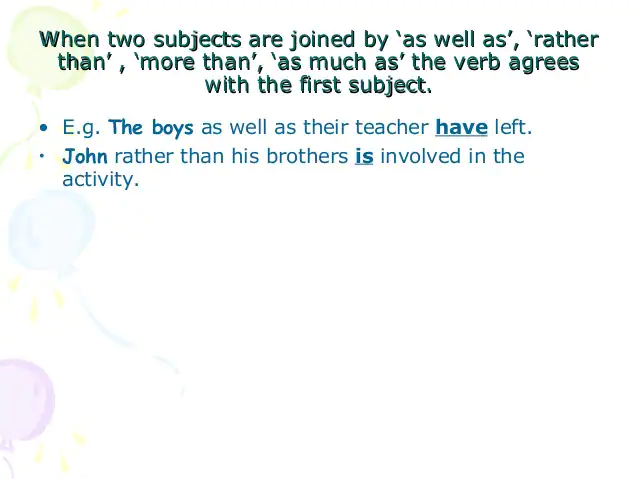 When two subjects are joined by ‘as well as’, ‘rather
than’ , ‘more than’, ‘as much as’ the verb agrees
with the first subject.
• E.g. The boys as well as their teacher have left.
• John rather than his brothers is involved in the
activity.